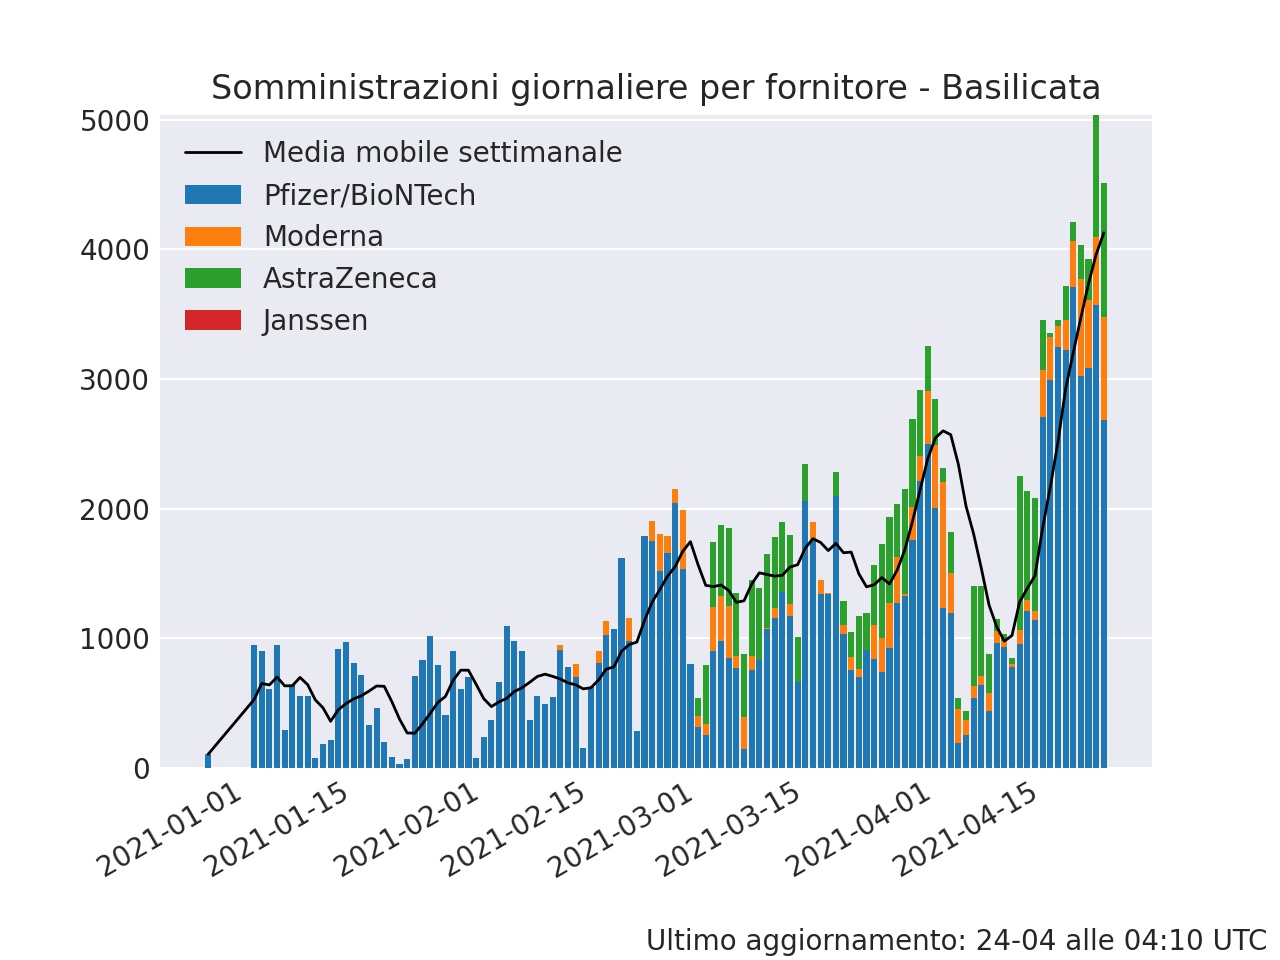 Somministrazioni giornaliere per fornitore - Basilicata
5000
4000
3000
2000
1000
0
Media mobile settimanale
Pfizer/BioNTech
Moderna
AstraZeneca
Janssen
2021-01-01
2021-01-15
2021-02-01
2021-02-15
2021-03-01
2021-03-15
2021-04-01
2021-04-15
Ultimo aggiornamento: 24-04 alle 04:10 UTC